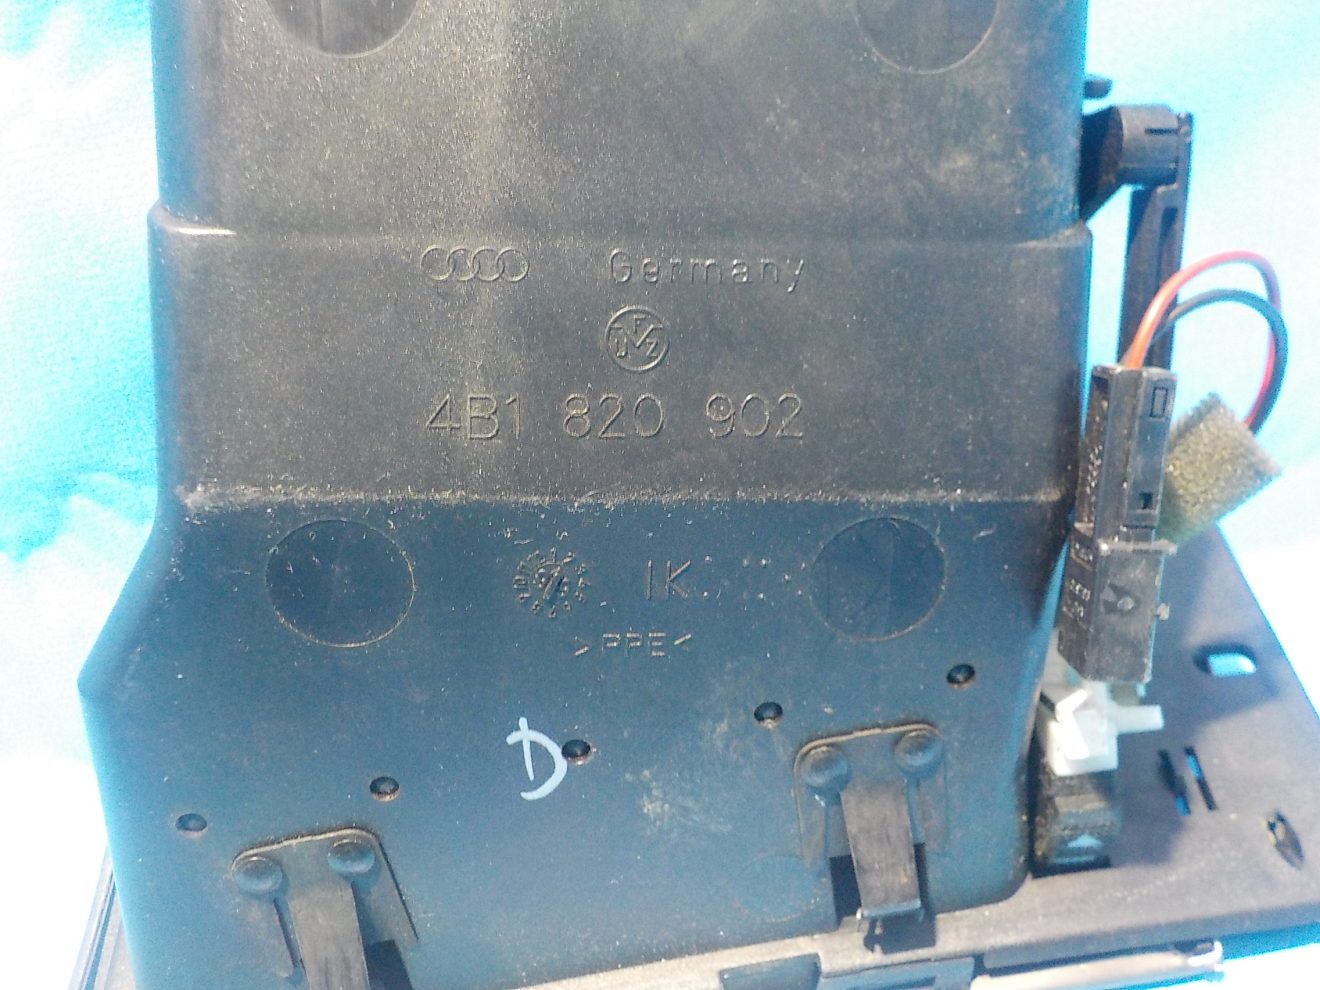 Germany
4B1 820 902
IK
>PPE<
D